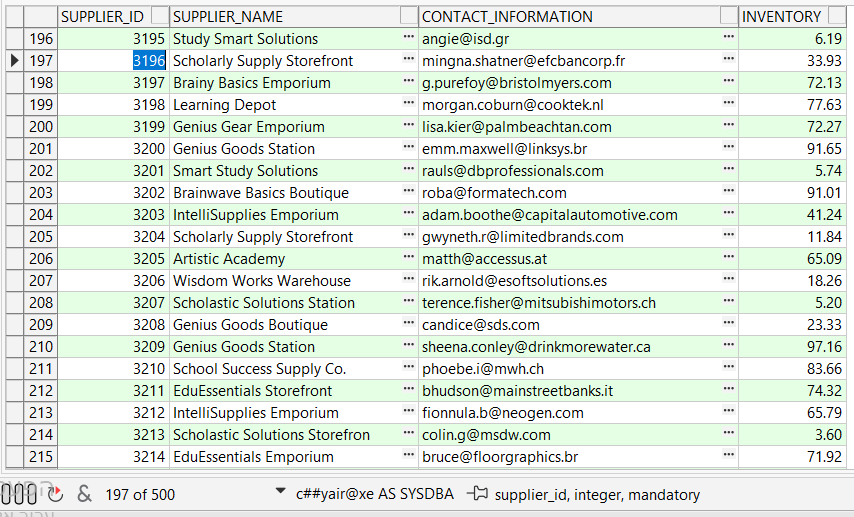 SUPPLIER_ID SUPPLIER_NAME CONTACT_INFORMATION INVENTORY
196 3195 Study Smart Solutions ··· angie@isd.gr ··· 6.19
197 3196 Scholarly Supply Storefront ··· mingna.shatner@efcbancorp.fr ··· 33.93
198 3197 Brainy Basics Emporium ··· g.purefoy@bristolmyers.com ··· 72.13
199 3198 Learning Depot ··· morgan.coburn@cooktek.nl ··· 77.63
200 3199 Genius Gear Emporium ··· lisa.kier@palmbeachtan.com ··· 72.27
201 3200 Genius Goods Station ··· emm.maxwell@linksys.br ··· 91.65
202 3201 Smart Study Solutions ··· rauls@dbprofessionals.com ··· 5.74
203 3202 Brainwave Basics Boutique ··· roba@formatech.com ··· 91.01
204 3203 IntelliSupplies Emporium ··· adam.boothe@capitalautomotive.com ··· 41.24
205 3204 Scholarly Supply Storefront ··· gwyneth.r@limitedbrands.com ··· 11.84
206 3205 Artistic Academy ··· matth@accessus.at ··· 65.09
207 3206 Wisdom Works Warehouse ··· rik.arnold@esoftsolutions.es ··· 18.26
208 3207 Scholastic Solutions Station ··· terence.fisher@mitsubishimotors.ch ··· 5.20
209 3208 Genius Goods Boutique ··· candice@sds.com ··· 23.33
210 3209 Genius Goods Station ··· sheena.conley@drinkmorewater.ca ··· 97.16
211 3210 School Success Supply Co. ··· phoebe.i@mwh.ch ··· 83.66
212 3211 EduEssentials Storefront ··· bhudson@mainstreetbanks.it ··· 74.32
213 3212 IntelliSupplies Emporium ··· fionnula.b@neogen.com ··· 65.79
214 3213 Scholastic Solutions Storefron ··· colin.g@msdw.com ··· 3.60
215 3214 EduEssentials Emporium ··· bruce@floorgraphics.br ··· 71.92
& 197 of 500 c##yair@xe AS SYSDBA supplier_id, integer, mandatory